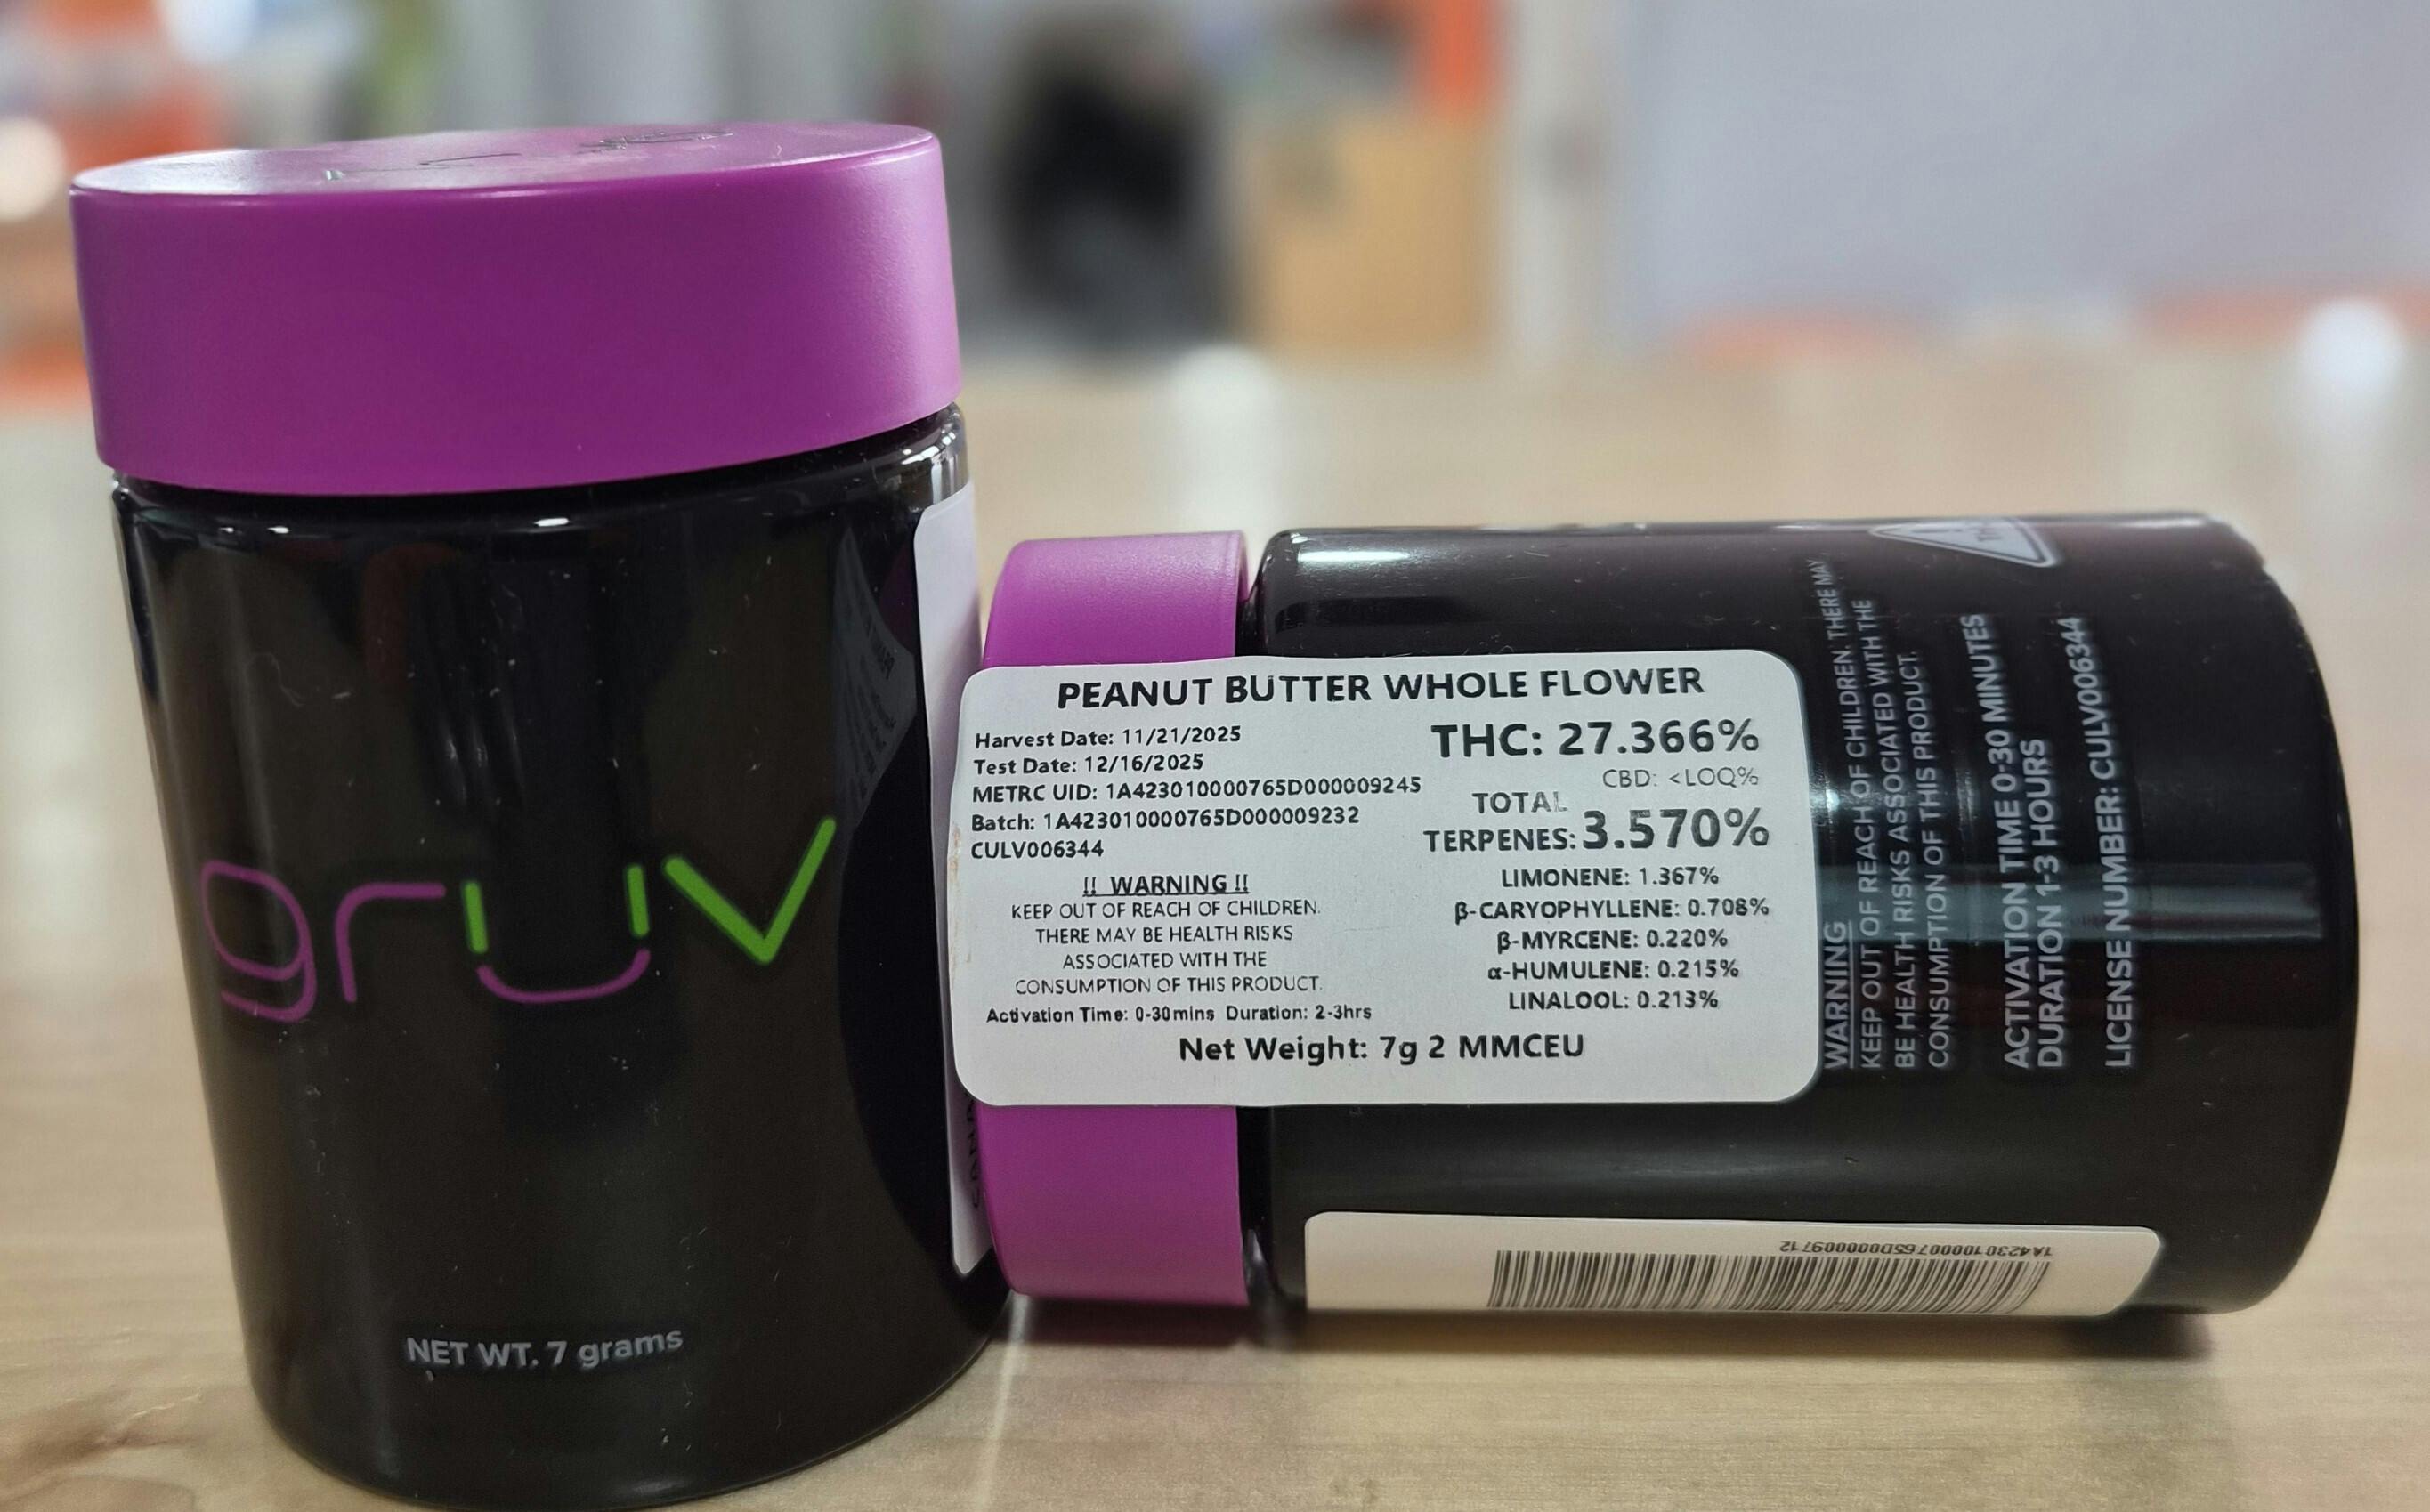 gruv
NET WT. 7 grams
PEANUT BUTTER WHOLE FLOWER
Harvest Date: 11/21/2025
Test Date: 12/16/2025
METRC UID: 1A423010000765D000009245
Batch: 1A423010000765D000009232
CULV006344
!! WARNING !!
KEEP OUT OF REACH OF CHILDREN.
THERE MAY BE HEALTH RISKS
ASSOCIATED WITH THE
CONSUMPTION OF THIS PRODUCT.
Activation Time: 0-30mins Duration: 2-3hrs
THC: 27.366%
CBD: <LOQ%
TOTAL
TERPENES: 3.570%
LIMONENE: 1.367%
β-CARYOPHYLLENE: 0.708%
β-MYRCENE: 0.220%
α-HUMULENE: 0.215%
LINALOOL: 0.213%
Net Weight: 7g 2 MMCEU
WARNING
KEEP OUT OF REACH OF CHILDREN. THERE MAY
BE HEALTH RISKS ASSOCIATED WITH THE
CONSUMPTION OF THIS PRODUCT.
ACTIVATION TIME 0-30 MINUTES
DURATION 1-3 HOURS
LICENSE NUMBER: CULV006344
1A423010000765D000009712